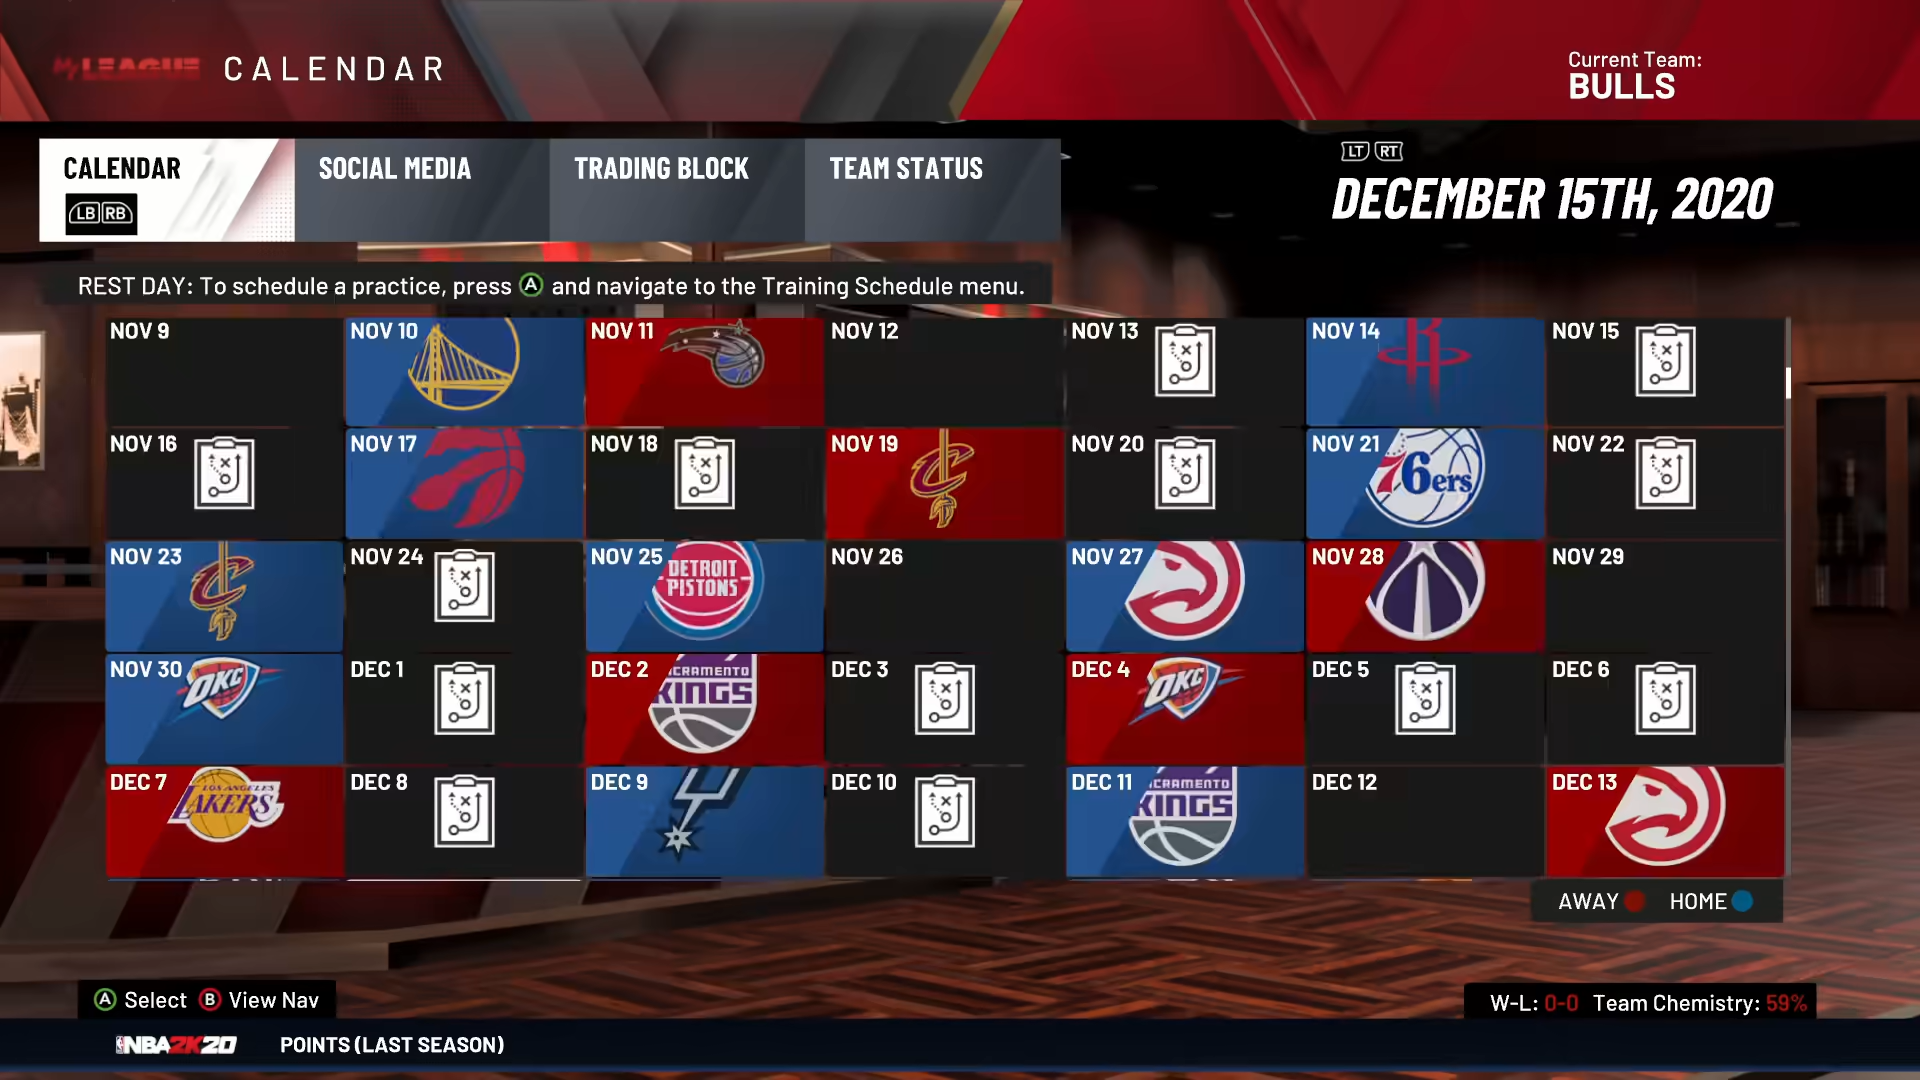 MyLEAGUE CALENDAR
Current Team:
BULLS
CALENDAR
LB RB
SOCIAL MEDIA
TRADING BLOCK
TEAM STATUS
LT RT
DECEMBER 15TH, 2020
REST DAY: To schedule a practice, press A and navigate to the Training Schedule menu.
NOV 9
NOV 10
NOV 11
NOV 12
NOV 13
NOV 14
R
NOV 15
NOV 16
NOV 17
NOV 18
NOV 19
C
NOV 20
NOV 21
76ers
NOV 22
NOV 23
C
NOV 24
NOV 25
DETROIT
PISTONS
NOV 26
NOV 27
NOV 28
NOV 29
NOV 30
OKC
DEC 1
DEC 2
CRAMENTO
KINGS
DEC 3
DEC 4
OKC
DEC 5
DEC 6
DEC 7
LOS ANGELES
LAKERS
DEC 8
DEC 9
DEC 10
DEC 11
CRAMENTO
KINGS
DEC 12
DEC 13
AWAY HOME
A Select B View Nav
W-L: 0-0 Team Chemistry: 59%
NBA2K20
POINTS (LAST SEASON)